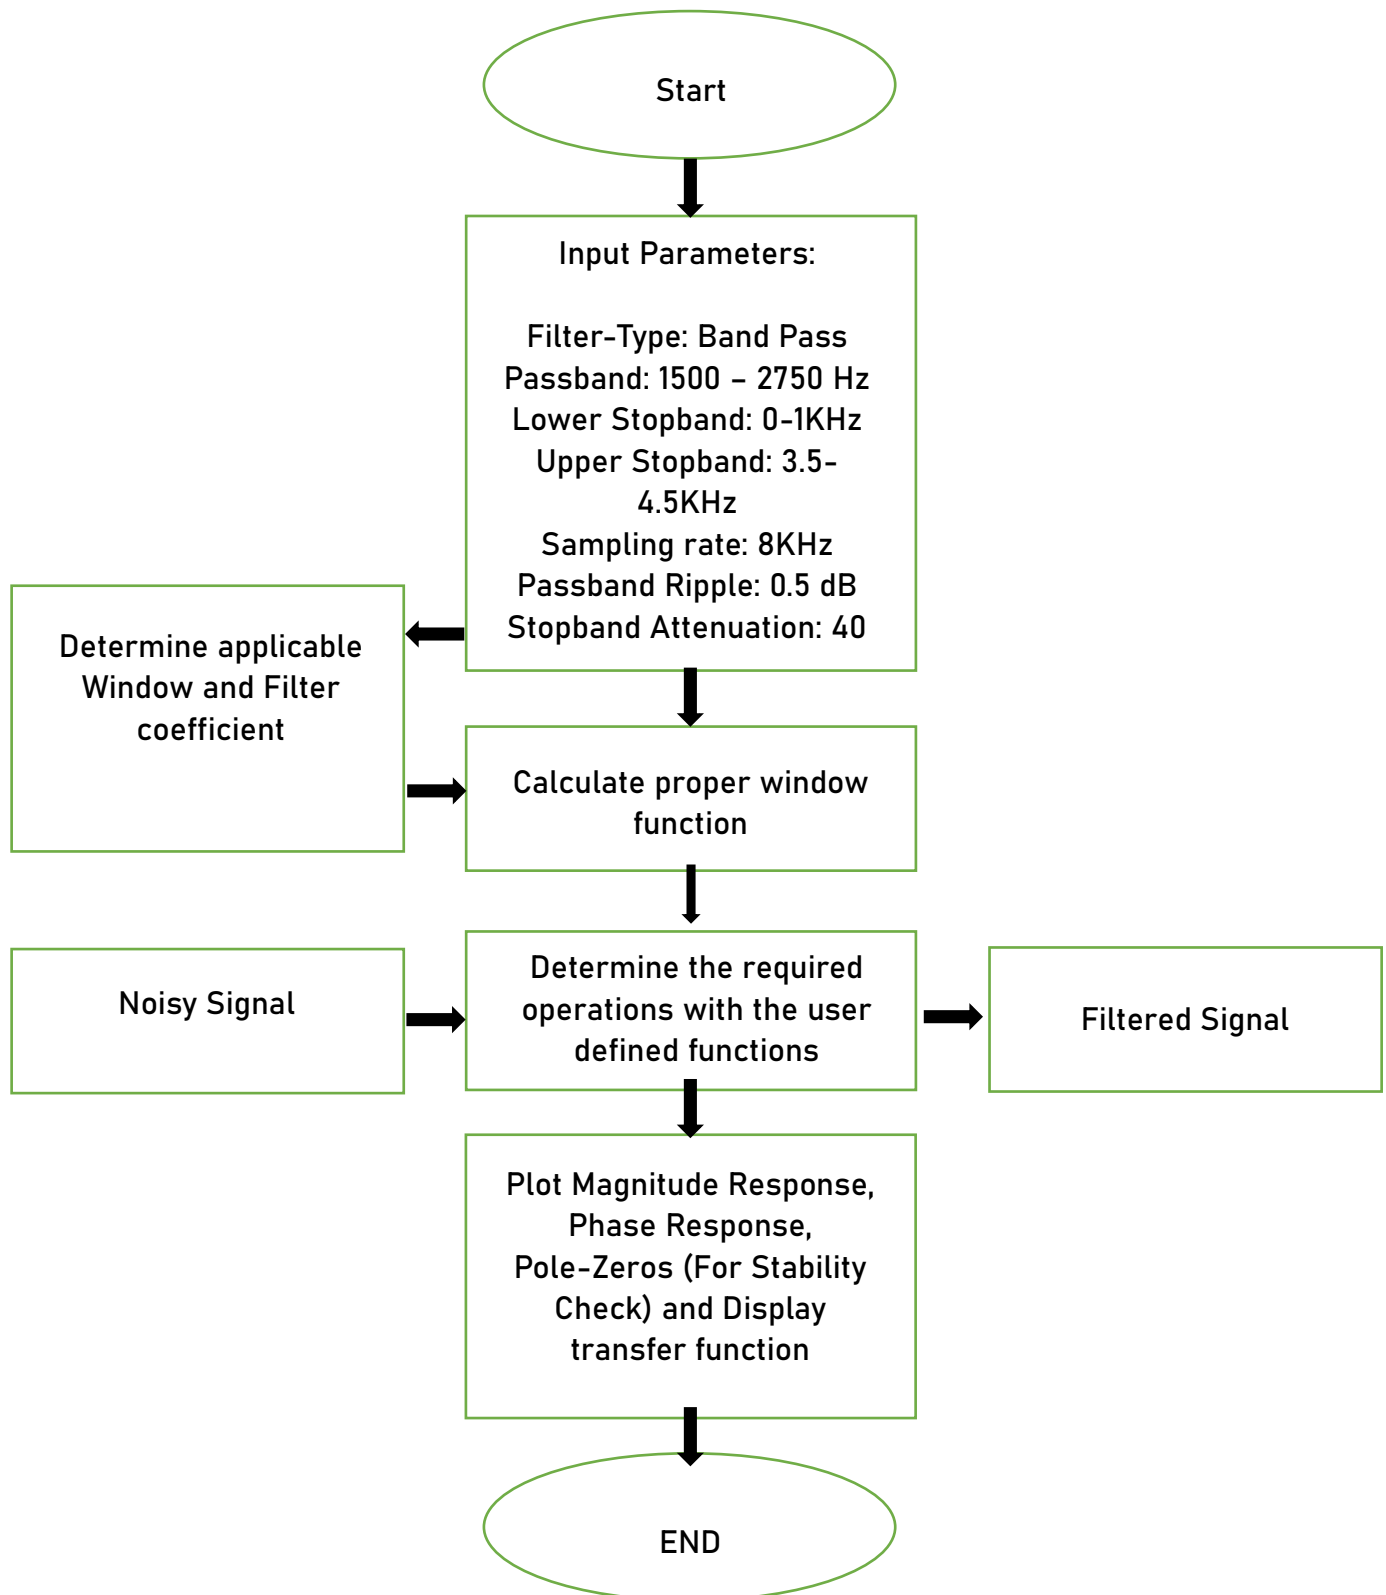 Start
Input Parameters:
Filter-Type: Band Pass
Passband: 1500 – 2750 Hz
Lower Stopband: 0-1KHz
Upper Stopband: 3.5-
4.5KHz
Sampling rate: 8KHz
Passband Ripple: 0.5 dB
Stopband Attenuation: 40
Determine applicable
Window and Filter
coefficient
Calculate proper window
function
Noisy Signal
Determine the required
operations with the user
defined functions
Filtered Signal
Plot Magnitude Response,
Phase Response,
Pole-Zeros (For Stability
Check) and Display
transfer function
END